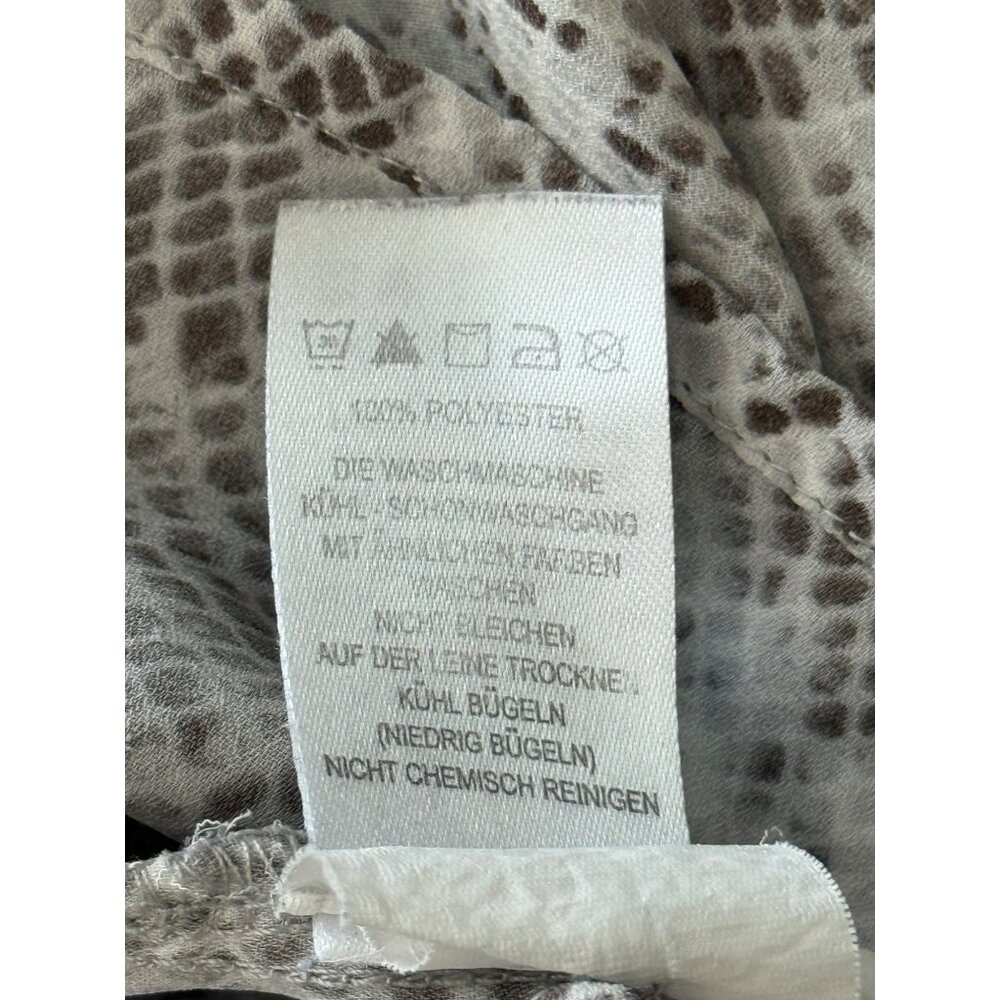 100% POLYESTER
DIE WASCHMASCHINE
KÜHL - SCHONWASCHGANG
MIT ÄHNLICHEN FARBEN
WASCHEN
NICHT BLEICHEN
AUF DER LEINE TROCKNEN
KÜHL BÜGELN
(NIEDRIG BÜGELN)
NICHT CHEMISCH REINIGEN